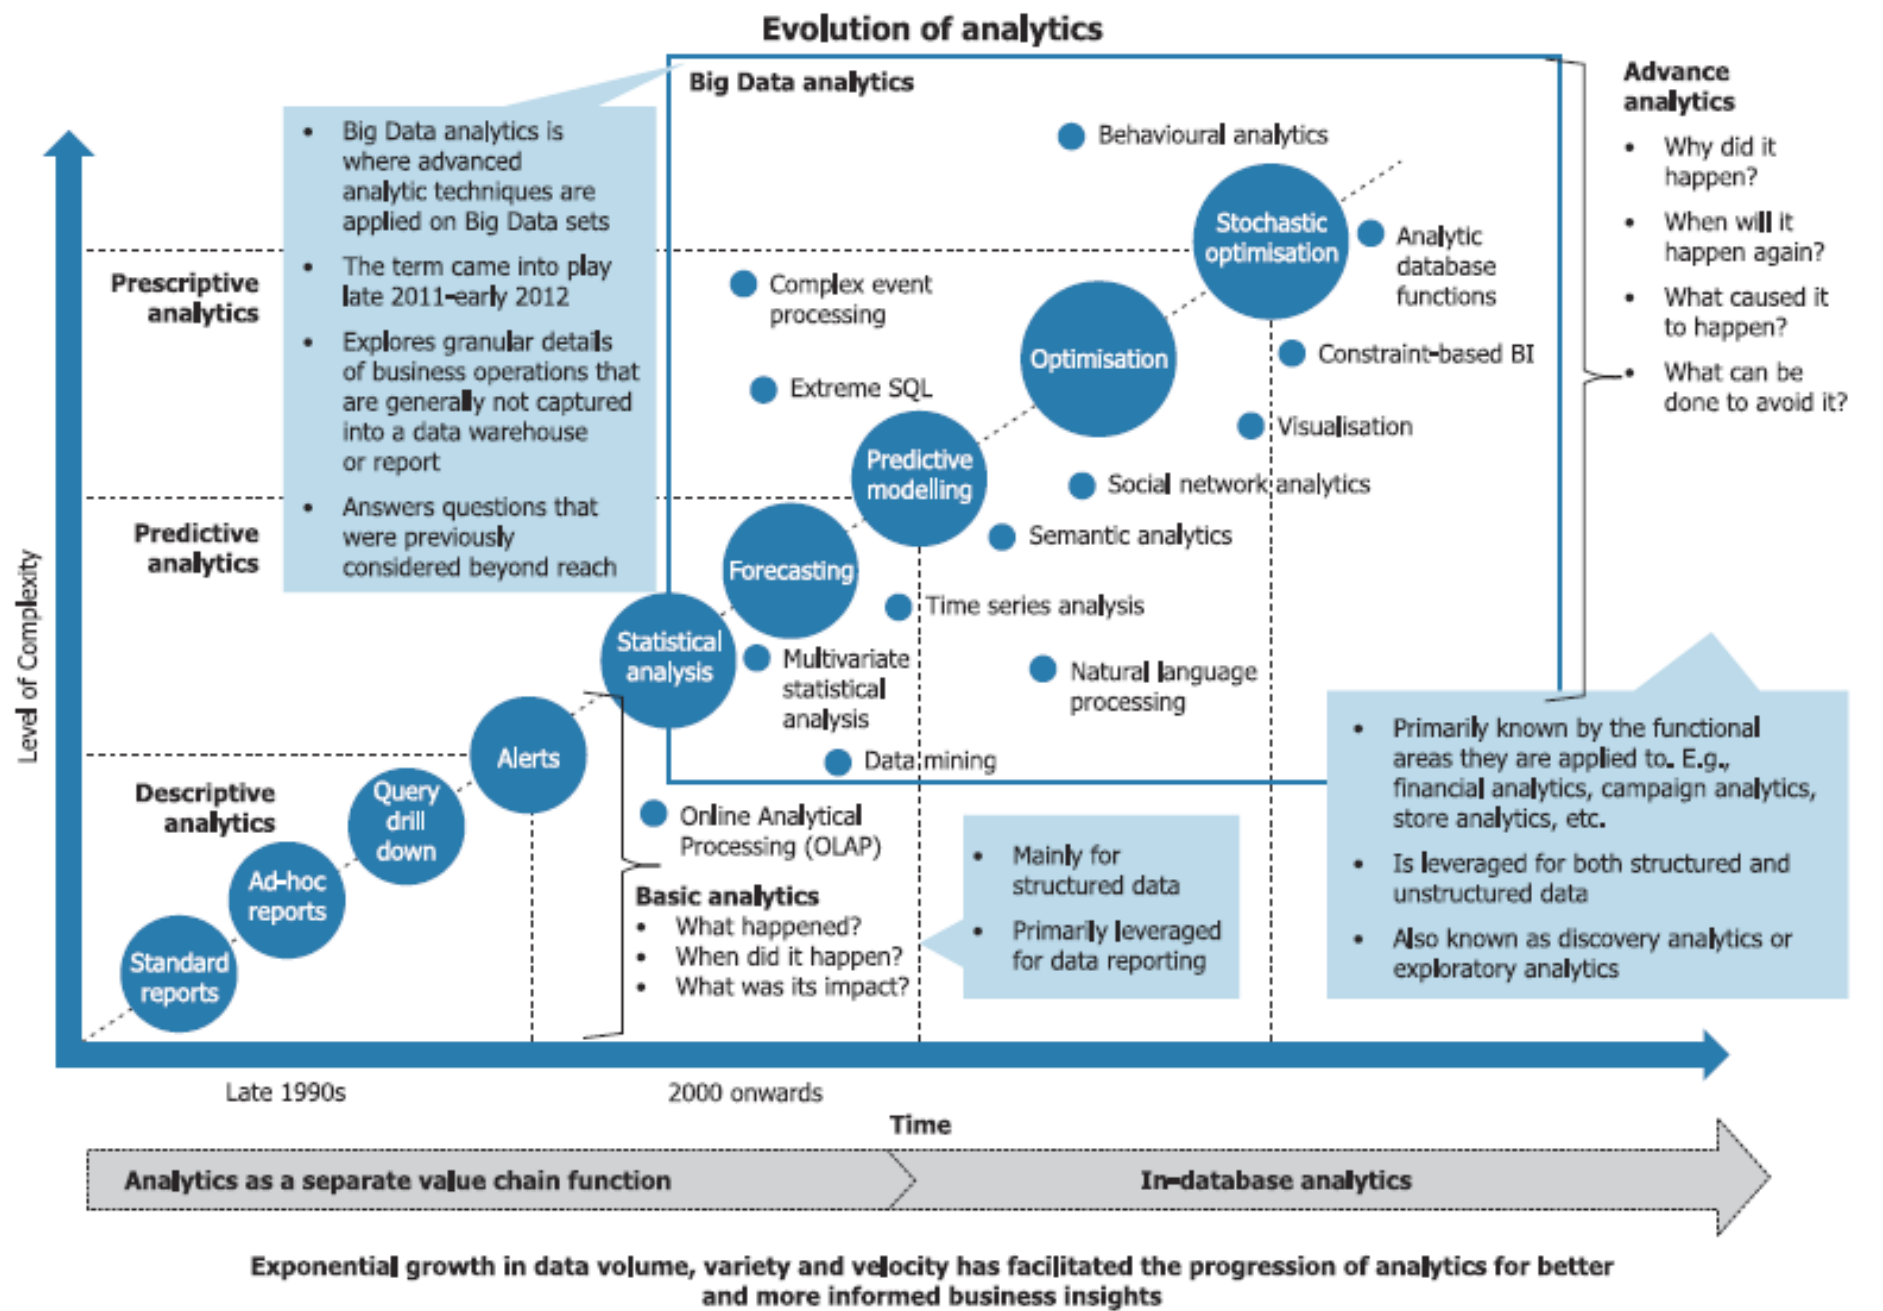 Evolution of analytics
Big Data analytics
• Big Data analytics is
where advanced
analytic techniques are
applied on Big Data sets
• The term came into play
late 2011–early 2012
• Explores granular details
of business operations that
are generally not captured
into a data warehouse
or report
• Answers questions that
were previously
considered beyond reach
Advance
analytics
• Why did it
happen?
• When will it
happen again?
• What caused it
to happen?
• What can be
done to avoid it?
Behavioural analytics
Stochastic
optimisation
Analytic
database
functions
Complex event
processing
Optimisation
Constraint-based BI
Extreme SQL
Visualisation
Predictive
modelling
Social network analytics
Semantic analytics
Forecasting
Time series analysis
Statistical
analysis
Multivariate
statistical
analysis
Natural language
processing
Data mining
Prescriptive
analytics
Predictive
analytics
Descriptive
analytics
Level of Complexity
Alerts
Query
drill
down
Ad-hoc
reports
Standard
reports
Online Analytical
Processing (OLAP)
Basic analytics
• What happened?
• When did it happen?
• What was its impact?
• Mainly for
structured data
• Primarily leveraged
for data reporting
• Primarily known by the functional
areas they are applied to. E.g.,
financial analytics, campaign analytics,
store analytics, etc.
• Is leveraged for both structured and
unstructured data
• Also known as discovery analytics or
exploratory analytics
Late 1990s
2000 onwards
Time
Analytics as a separate value chain function
In-database analytics
Exponential growth in data volume, variety and velocity has facilitated the progression of analytics for better
and more informed business insights